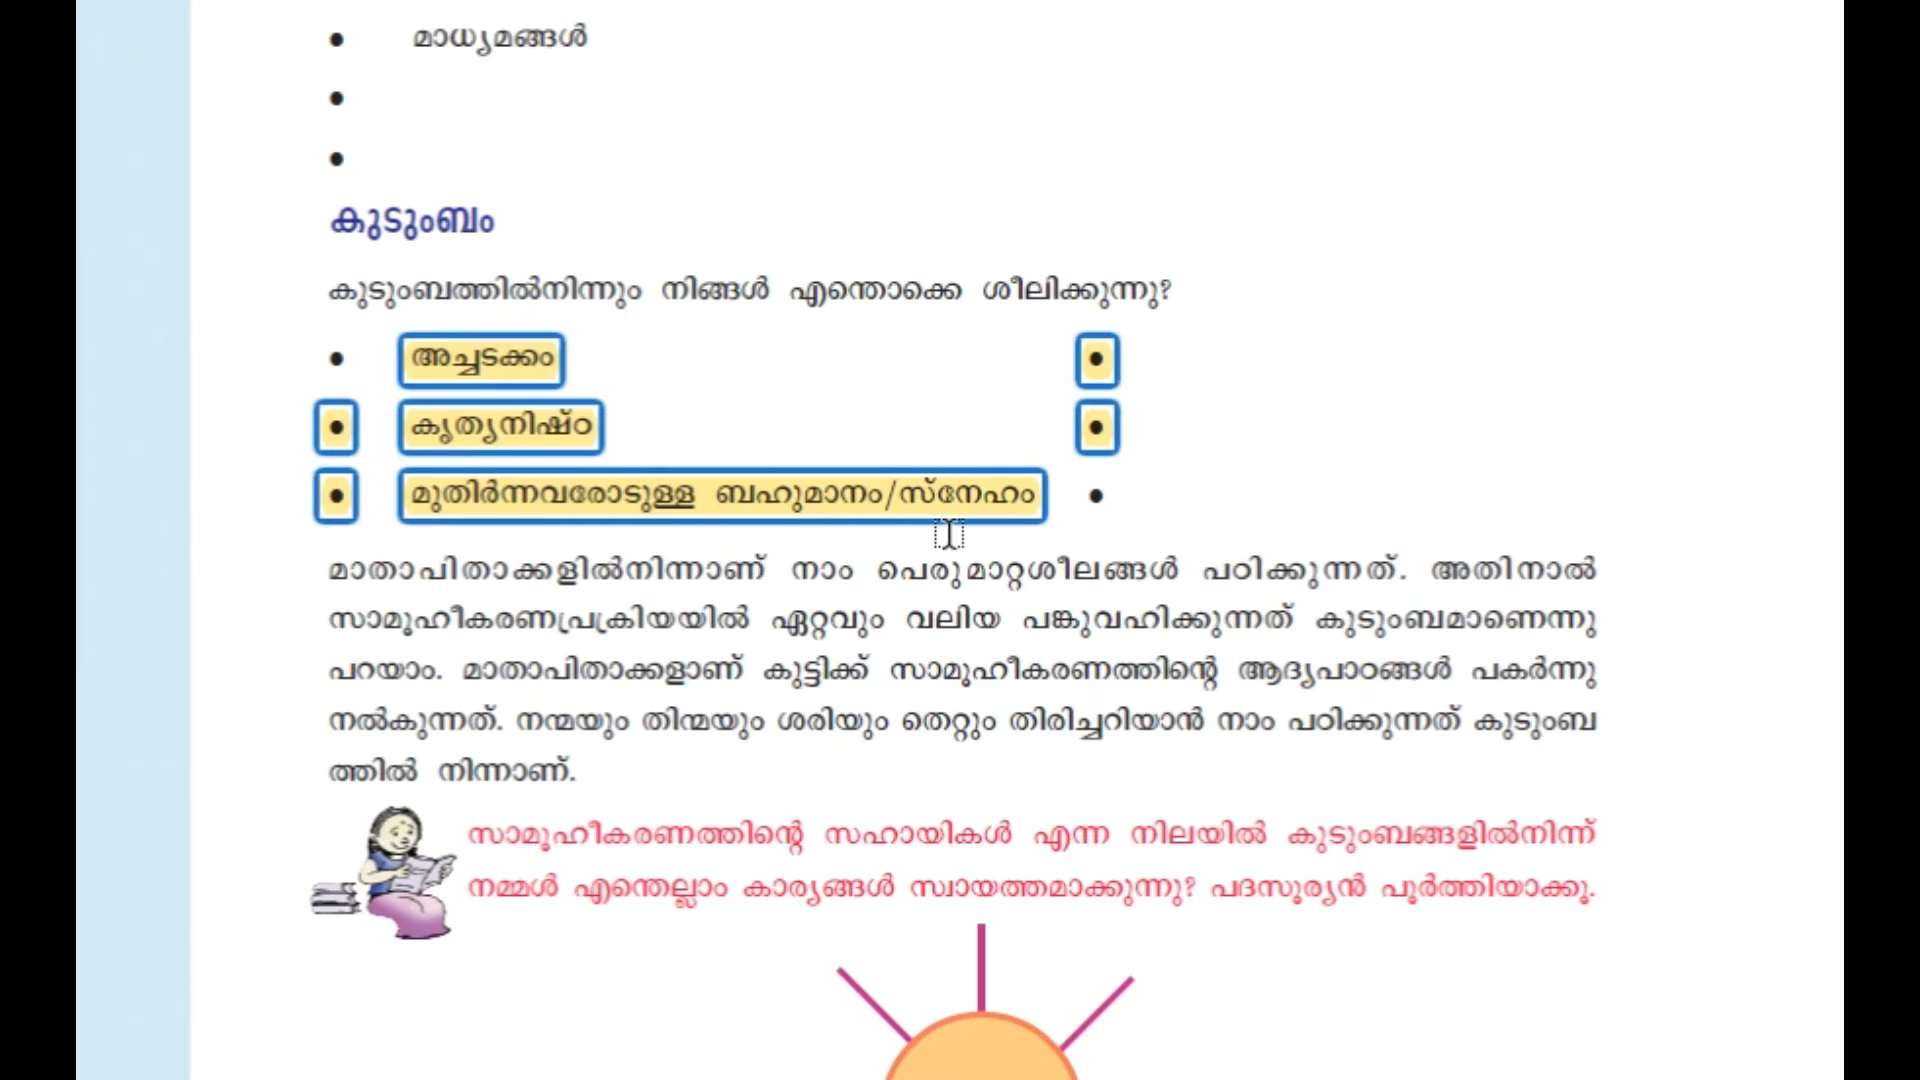 • മാധ്യമങ്ങൾ
•
•
കുടുംബം
കുടുംബത്തിൽനിന്നും നിങ്ങൾ എന്തൊക്കെ ശീലിക്കുന്നു?
• അച്ചടക്കം •
• കൃത്യനിഷ്ഠ •
• മുതിർന്നവരോടുള്ള ബഹുമാനം/സ്നേഹം •
മാതാപിതാക്കളിൽനിന്നാണ് നാം പെരുമാറ്റശീലങ്ങൾ പഠിക്കുന്നത്. അതിനാൽ
സാമൂഹീകരണപ്രക്രിയയിൽ ഏറ്റവും വലിയ പങ്കുവഹിക്കുന്നത് കുടുംബമാണെന്നു
പറയാം. മാതാപിതാക്കളാണ് കുട്ടിക്ക് സാമൂഹീകരണത്തിന്റെ ആദ്യപാഠങ്ങൾ പകർന്നു
നൽകുന്നത്. നന്മയും തിന്മയും ശരിയും തെറ്റും തിരിച്ചറിയാൻ നാം പഠിക്കുന്നത് കുടുംബ
ത്തിൽ നിന്നാണ്.
സാമൂഹീകരണത്തിന്റെ സഹായികൾ എന്ന നിലയിൽ കുടുംബങ്ങളിൽനിന്ന്
നമ്മൾ എന്തെല്ലാം കാര്യങ്ങൾ സ്വായത്തമാക്കുന്നു? പദസൂര്യൻ പൂർത്തിയാക്കൂ.